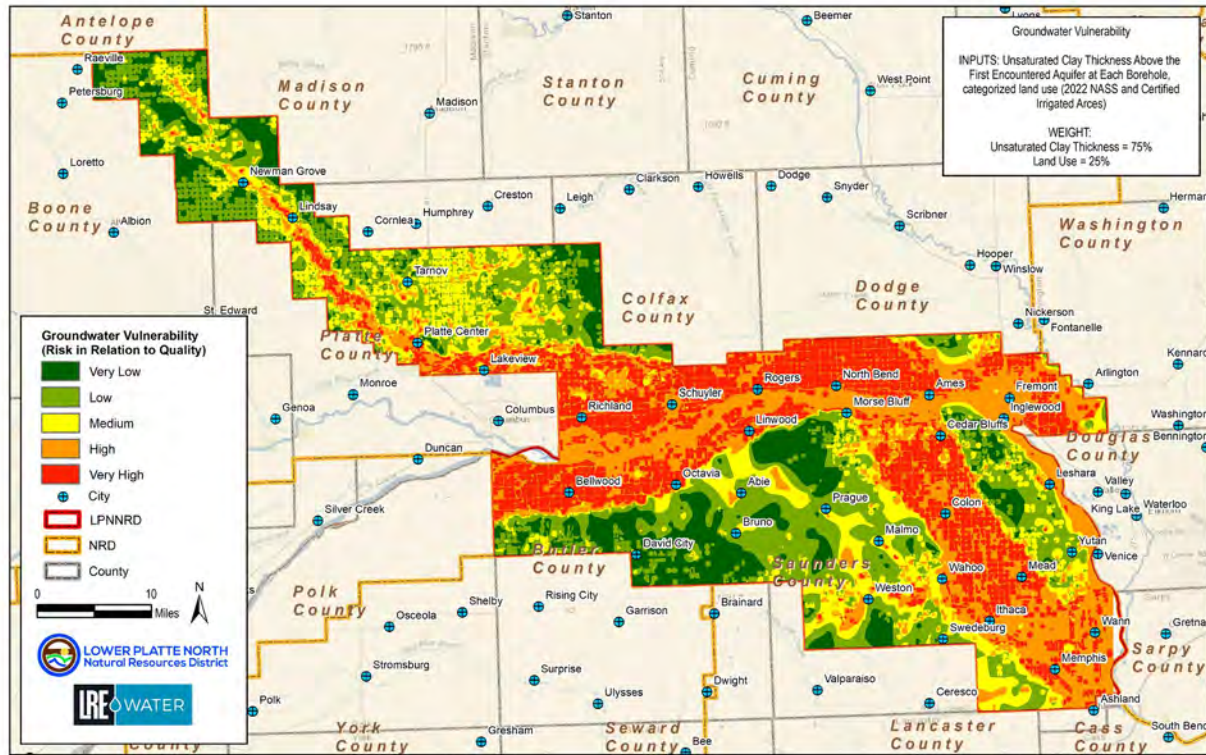 Antelope
County
Raeville
Petersburg
Loretto
Boone
County
Albion
Newman Grove
Lindsay
St. Edward
Madison
County
Madison
Stanton
Stanton
County
Beemer
Cuming
County
West Point
Lyons
Creston
Cornlea
Humphrey
Leigh
Clarkson
Howells
Dodge
Snyder
Scribner
Hooper
Winslow
Washington
County
Herman
Tarnov
Colfax
County
Dodge
County
Nickerson
Fontanelle
Platte Center
Platte
County
Lakeview
Monroe
Genoa
Columbus
Duncan
Silver Creek
Richland
Schuyler
Rogers
North Bend
Ames
Fremont
Inglewood
Arlington
Kennard
Washington
Bennington
Morse Bluff
Linwood
Cedar Bluffs
Douglas
County
Leshara
Valley
Waterloo
King Lake
Bellwood
Octavia
Abie
Prague
Colon
Bruno
Malmo
Yutan
Venice
David City
Butler
County
Saunders
County
Weston
Wahoo
Mead
Ithaca
Swedeburg
Wann
Memphis
Sarpy
County
Gretna
Ashland
Polk
County
Osceola
Shelby
Rising City
Garrison
Brainard
Stromsburg
Surprise
Ulysses
Dwight
Valparaiso
Ceresco
Polk
York
County
Gresham
Seward
County
Bee
Lancaster
County
Cass
County
South Bend
County
Groundwater Vulnerability
INPUTS: Unsaturated Clay Thickness Above the
First Encountered Aquifer at Each Borehole,
categorized land use (2022 NASS and Certified
Irrigated Arces)
WEIGHT:
Unsaturated Clay Thickness = 75%
Land Use = 25%
Groundwater Vulnerability
(Risk in Relation to Quality)
Very Low
Low
Medium
High
Very High
City
LPNNRD
NRD
County
0 10
Miles
N
LOWER PLATTE NORTH
Natural Resources District
LRE WATER